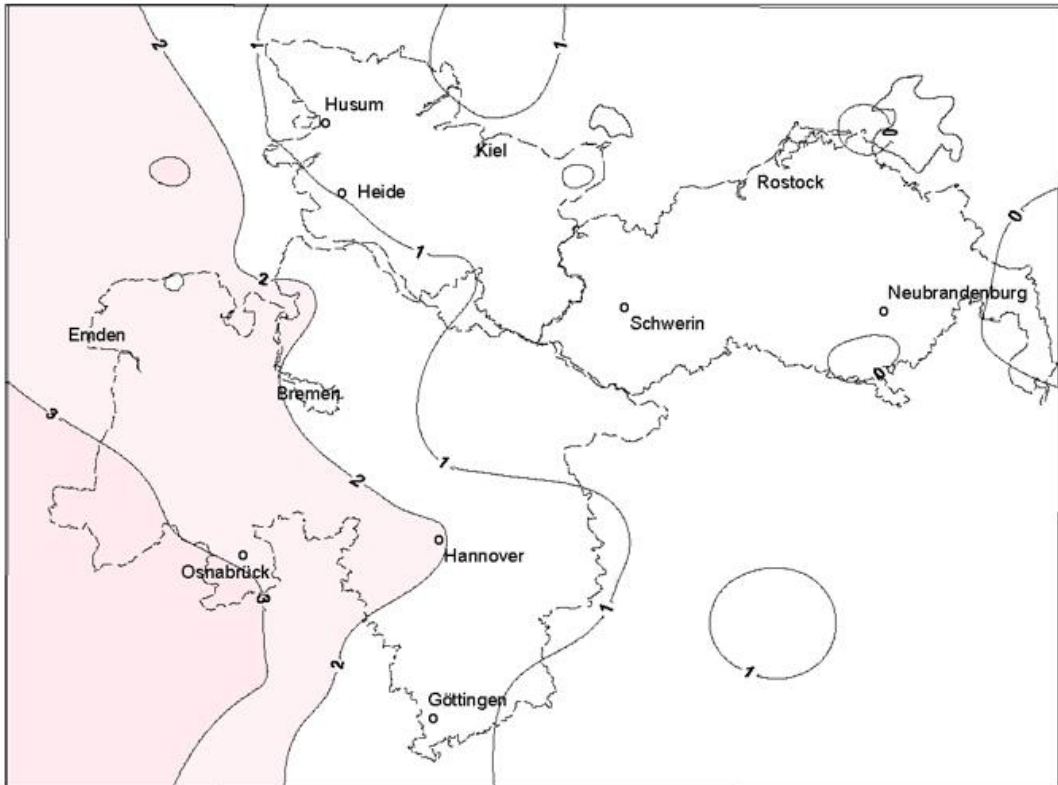 2
1
1
Husum
0
Kiel
Rostock
Heide
0
1
2
Neubrandenburg
Schwerin
Emden
0
Bremen
3
1
2
Hannover
Osnabrück
3
1
2
1
Göttingen